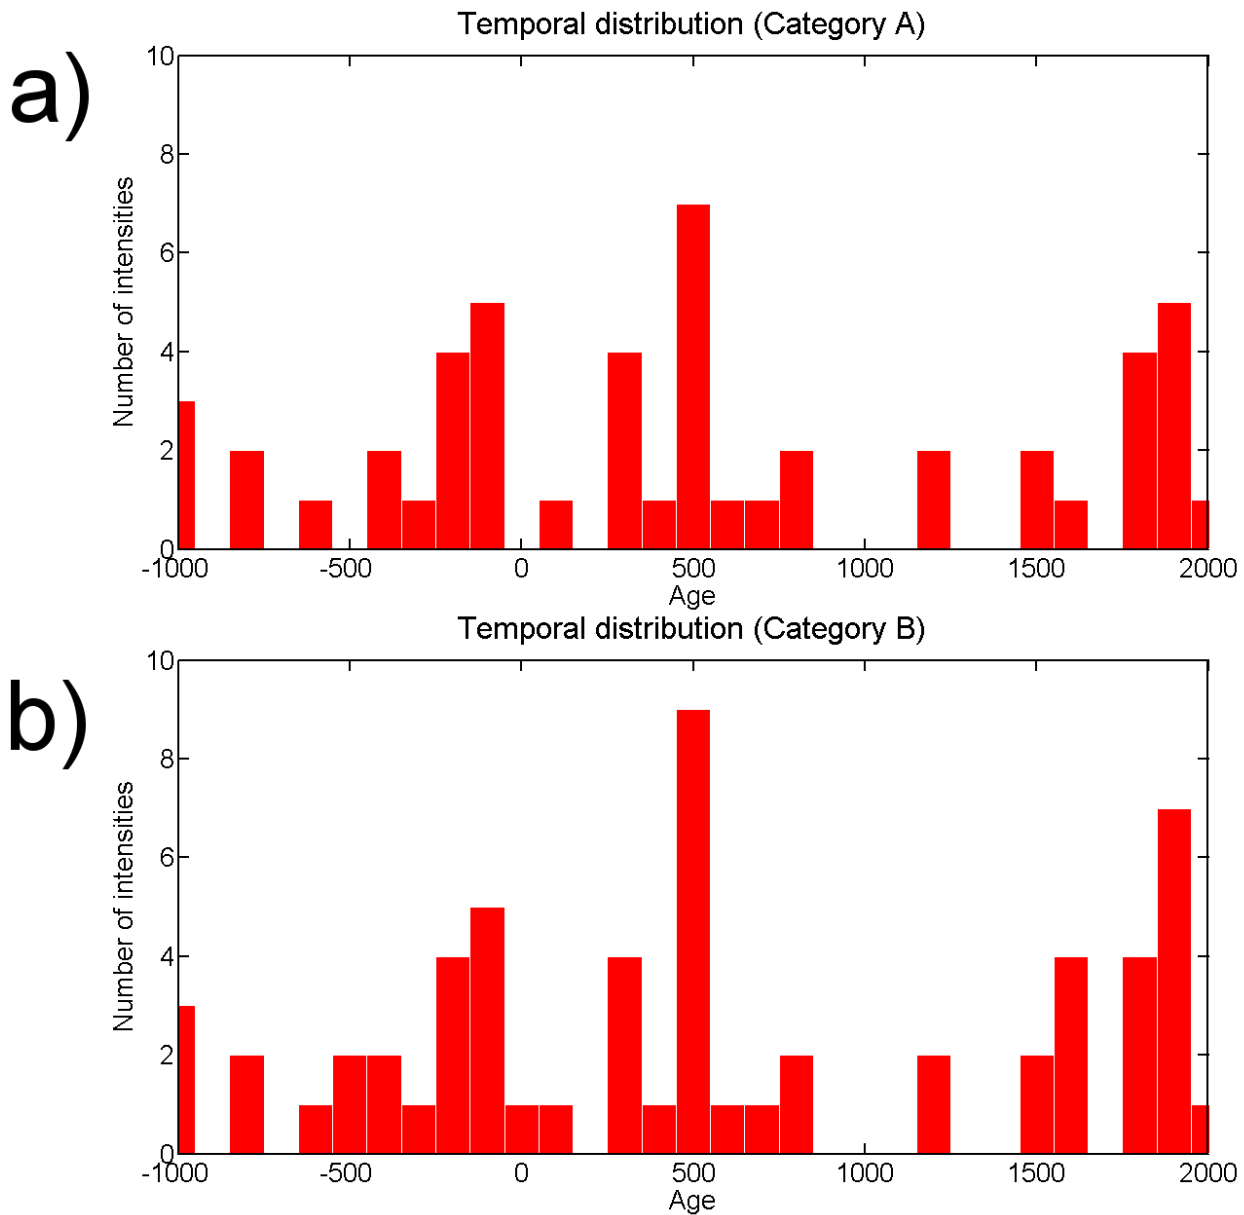 a)
Temporal distribution (Category A)
Number of intensities
10
8
6
4
2
0
-1000 -500 0 500 1000 1500 2000
Age
b)
Temporal distribution (Category B)
Number of intensities
10
8
6
4
2
0
-1000 -500 0 500 1000 1500 2000
Age